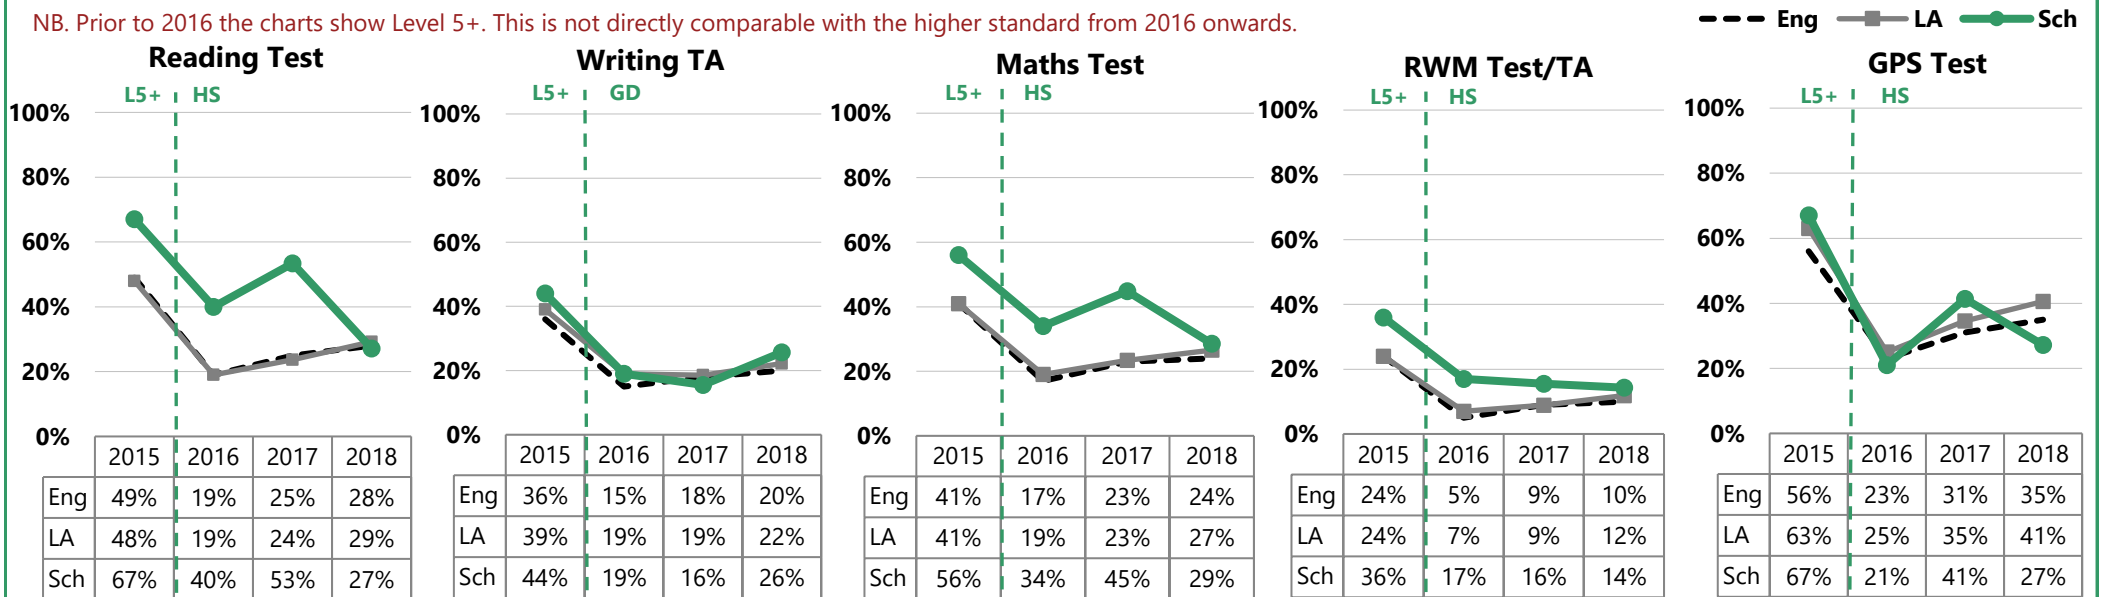 NB. Prior to 2016 the charts show Level 5+. This is not directly comparable with the higher standard from 2016 onwards.
Eng LA Sch
Reading Test
L5+ HS
100%
80%
60%
40%
20%
0%
2015 2016 2017 2018
Eng 49% 19% 25% 28%
LA 48% 19% 24% 29%
Sch 67% 40% 53% 27%
Writing TA
L5+ GD
100%
80%
60%
40%
20%
0%
2015 2016 2017 2018
Eng 36% 15% 18% 20%
LA 39% 19% 19% 22%
Sch 44% 19% 16% 26%
Maths Test
L5+ HS
100%
80%
60%
40%
20%
0%
2015 2016 2017 2018
Eng 41% 17% 23% 24%
LA 41% 19% 23% 27%
Sch 56% 34% 45% 29%
RWM Test/TA
L5+ HS
100%
80%
60%
40%
20%
0%
2015 2016 2017 2018
Eng 24% 5% 9% 10%
LA 24% 7% 9% 12%
Sch 36% 17% 16% 14%
GPS Test
L5+ HS
100%
80%
60%
40%
20%
0%
2015 2016 2017 2018
Eng 56% 23% 31% 35%
LA 63% 25% 35% 41%
Sch 67% 21% 41% 27%